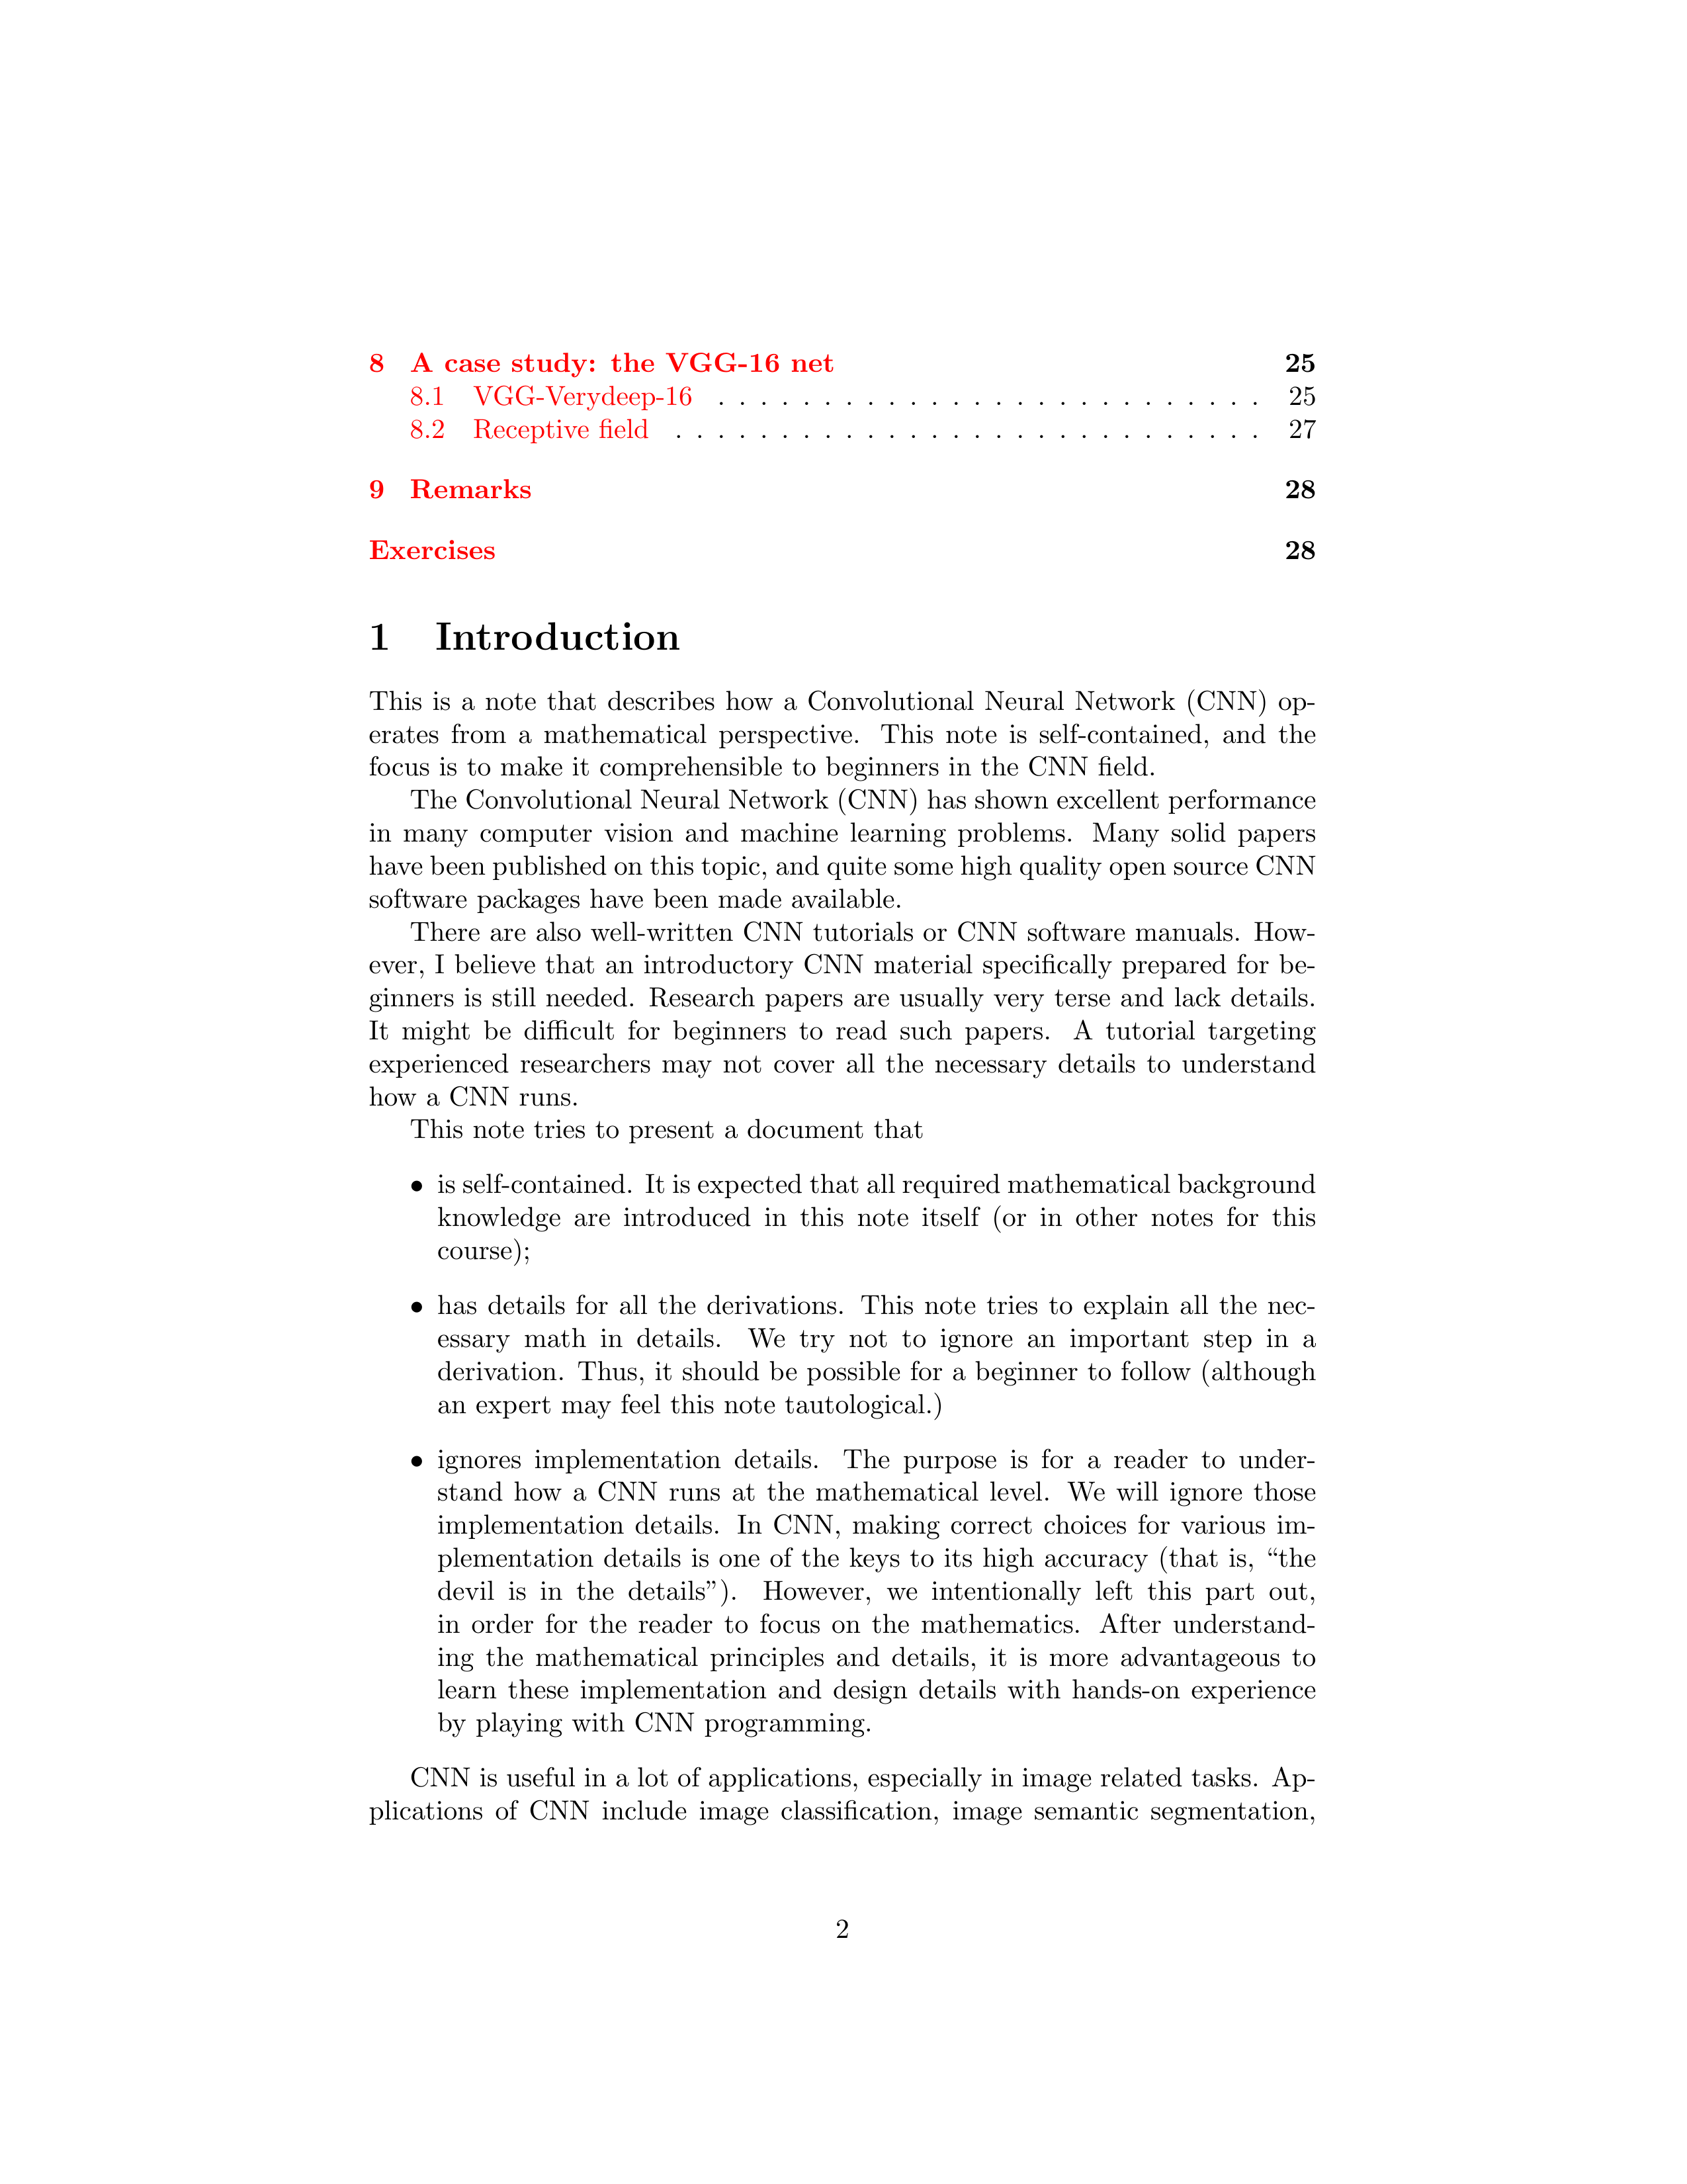 8 A case study: the VGG-16 net 25
8.1 VGG-Verydeep-16 . . . . . . . . . . . . . . . . . . . . . . . . . . 25
8.2 Receptive field . . . . . . . . . . . . . . . . . . . . . . . . . . . . 27
9 Remarks 28
Exercises 28
1 Introduction
This is a note that describes how a Convolutional Neural Network (CNN) op-
erates from a mathematical perspective. This note is self-contained, and the
focus is to make it comprehensible to beginners in the CNN field.
The Convolutional Neural Network (CNN) has shown excellent performance
in many computer vision and machine learning problems. Many solid papers
have been published on this topic, and quite some high quality open source CNN
software packages have been made available.
There are also well-written CNN tutorials or CNN software manuals. How-
ever, I believe that an introductory CNN material specifically prepared for be-
ginners is still needed. Research papers are usually very terse and lack details.
It might be difficult for beginners to read such papers. A tutorial targeting
experienced researchers may not cover all the necessary details to understand
how a CNN runs.
This note tries to present a document that
• is self-contained. It is expected that all required mathematical background
knowledge are introduced in this note itself (or in other notes for this
course);
• has details for all the derivations. This note tries to explain all the nec-
essary math in details. We try not to ignore an important step in a
derivation. Thus, it should be possible for a beginner to follow (although
an expert may feel this note tautological.)
• ignores implementation details. The purpose is for a reader to under-
stand how a CNN runs at the mathematical level. We will ignore those
implementation details. In CNN, making correct choices for various im-
plementation details is one of the keys to its high accuracy (that is, “the
devil is in the details”). However, we intentionally left this part out,
in order for the reader to focus on the mathematics. After understand-
ing the mathematical principles and details, it is more advantageous to
learn these implementation and design details with hands-on experience
by playing with CNN programming.
CNN is useful in a lot of applications, especially in image related tasks. Ap-
plications of CNN include image classification, image semantic segmentation,
2